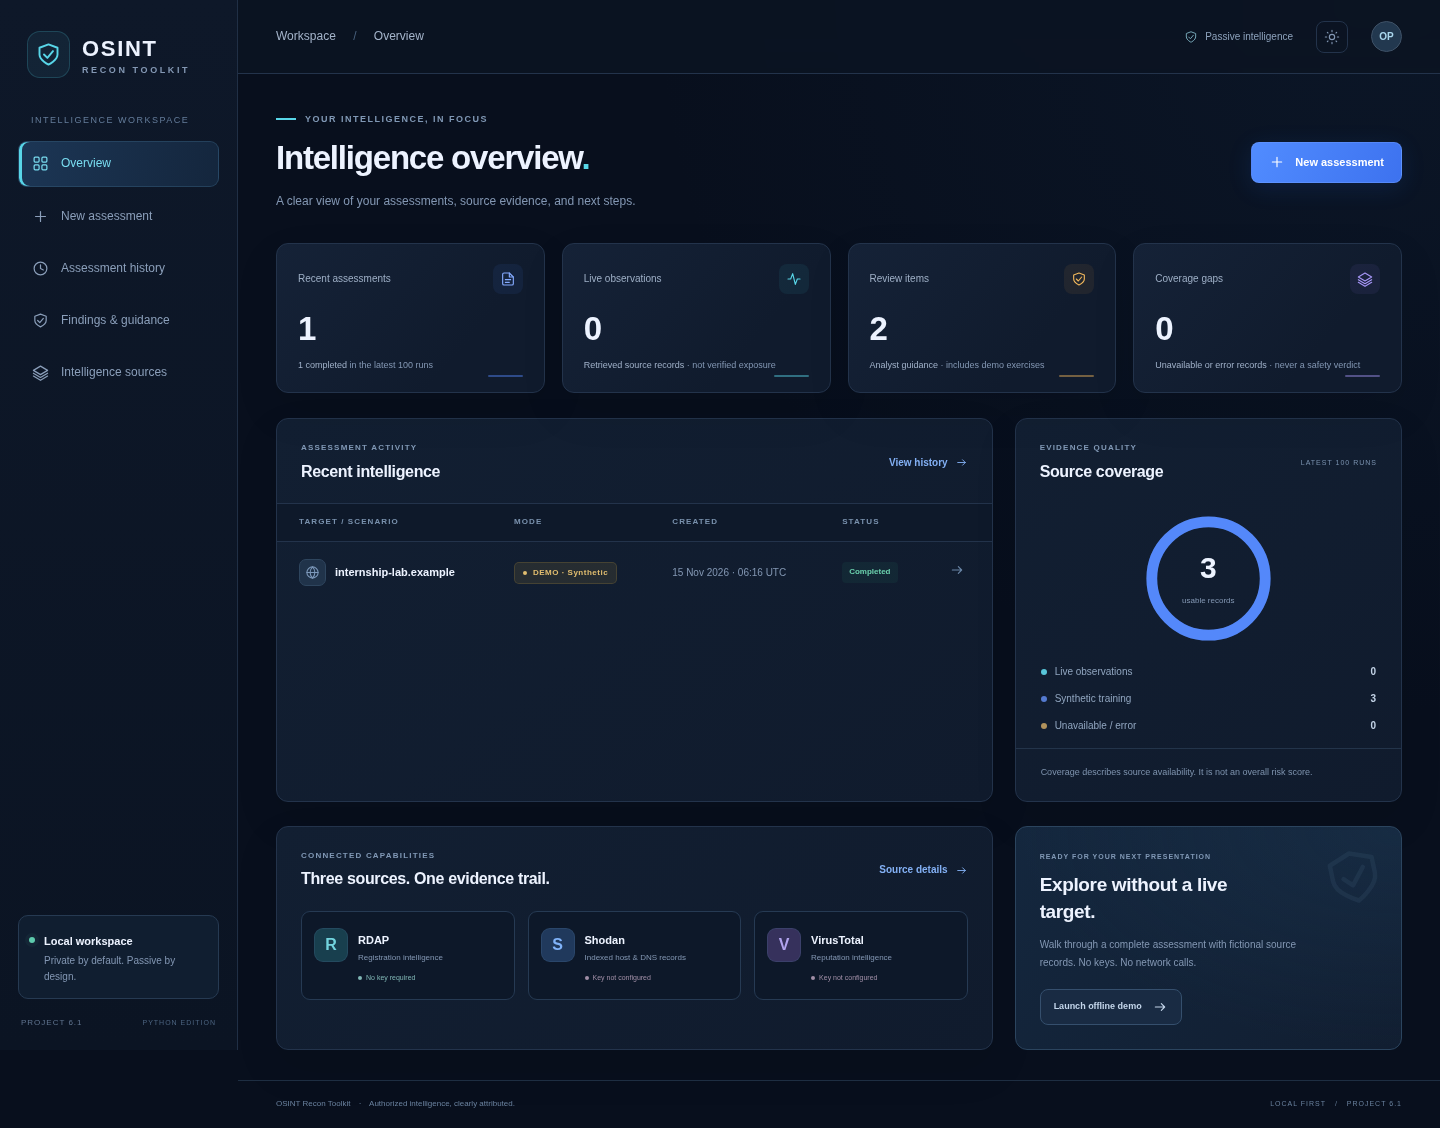 OSINT
RECON TOOLKIT
INTELLIGENCE WORKSPACE
Overview
New assessment
Assessment history
Findings & guidance
Intelligence sources
Local workspace
Private by default. Passive by
design.
PROJECT 6.1
PYTHON EDITION
Workspace / Overview
Passive intelligence
OP
YOUR INTELLIGENCE, IN FOCUS
Intelligence overview.
A clear view of your assessments, source evidence, and next steps.
New assessment
Recent assessments
1
1 completed in the latest 100 runs
Live observations
0
Retrieved source records · not verified exposure
Review items
2
Analyst guidance · includes demo exercises
Coverage gaps
0
Unavailable or error records · never a safety verdict
ASSESSMENT ACTIVITY
Recent intelligence
View history
TARGET / SCENARIO MODE CREATED STATUS
internship-lab.example DEMO · Synthetic 15 Nov 2026 · 06:16 UTC Completed
EVIDENCE QUALITY
Source coverage
LATEST 100 RUNS
3
usable records
Live observations 0
Synthetic training 3
Unavailable / error 0
Coverage describes source availability. It is not an overall risk score.
CONNECTED CAPABILITIES
Three sources. One evidence trail.
Source details
R
RDAP
Registration intelligence
No key required
S
Shodan
Indexed host & DNS records
Key not configured
V
VirusTotal
Reputation intelligence
Key not configured
READY FOR YOUR NEXT PRESENTATION
Explore without a live
target.
Walk through a complete assessment with fictional source
records. No keys. No network calls.
Launch offline demo
OSINT Recon Toolkit · Authorized intelligence, clearly attributed.
LOCAL FIRST / PROJECT 6.1